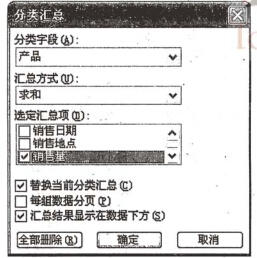 分类汇总
分类字段(A):
产品
汇总方式(U):
求和
选定汇总项(D):
销售日期
销售地点
销售量
替换当前分类汇总(C)
每组数据分页(P)
汇总结果显示在数据下方(S)
全部删除(R) 确定 取消